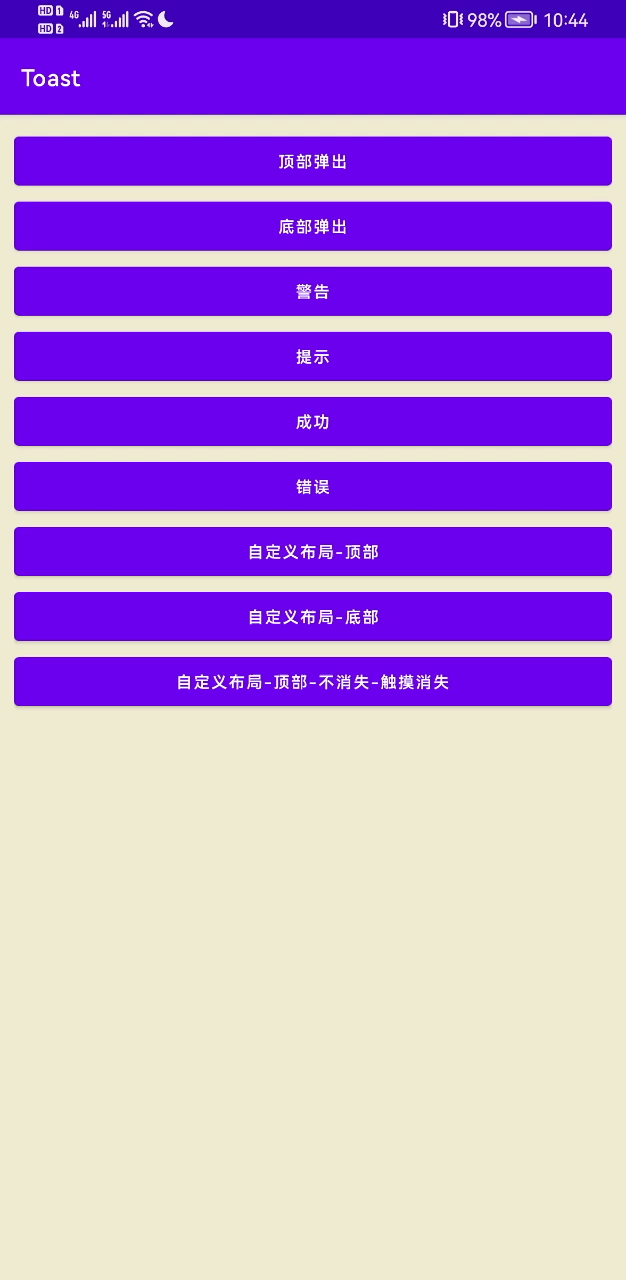 HD 1 4G 5G 98% 10:44
HD 2
Toast
顶部弹出
底部弹出
警告
提示
成功
错误
自定义布局-顶部
自定义布局-底部
自定义布局-顶部-不消失-触摸消失